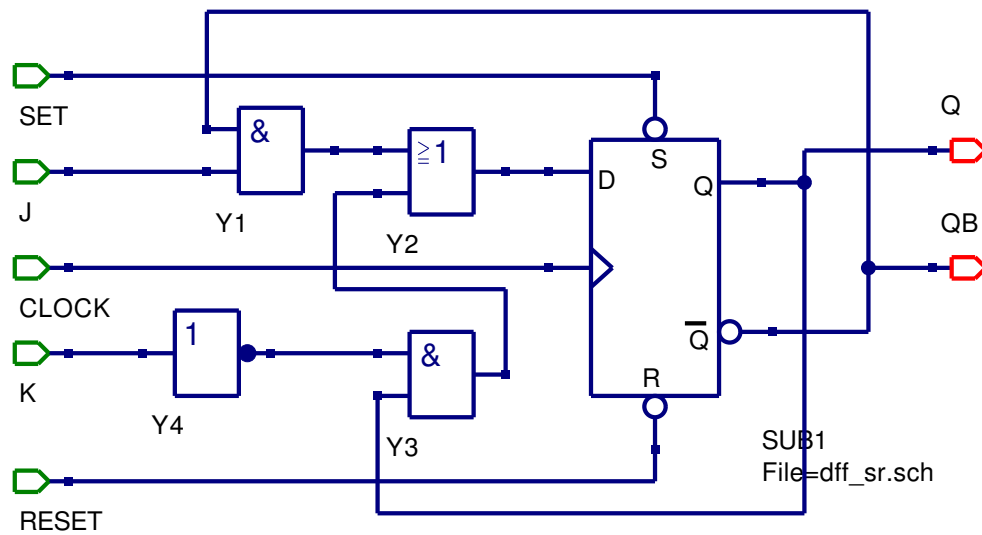 SET
&
≧1
S
Q
J
D
Q
Y1
Y2
QB
CLOCK
1
&
Q̅
K
R
Y4
Y3
SUB1
File=dff_sr.sch
RESET